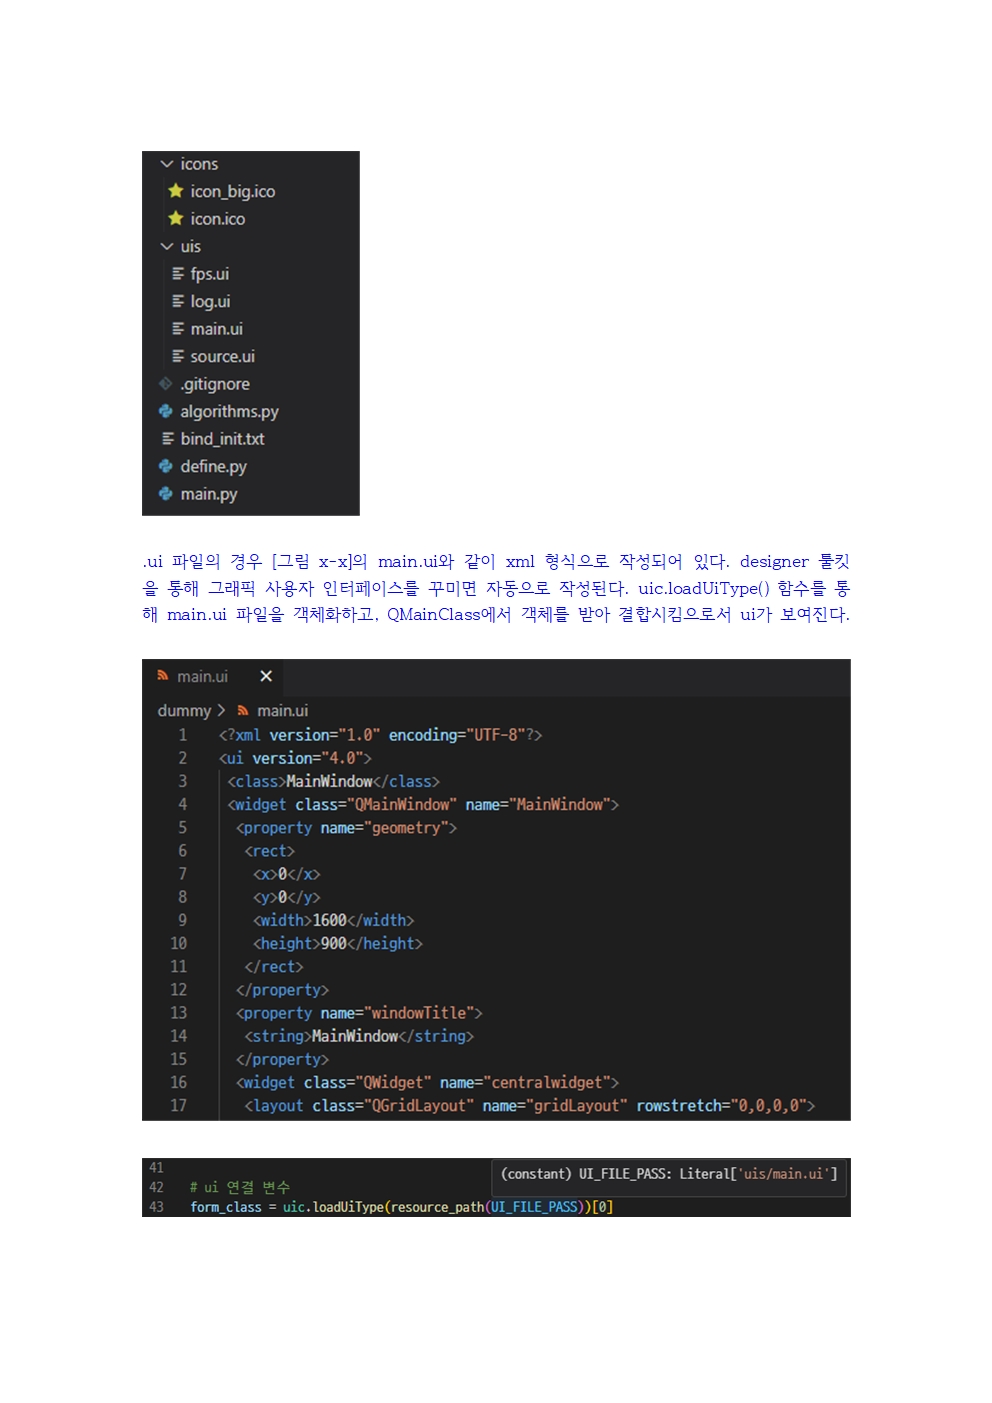 icons
icon_big.ico
icon.ico
uis
fps.ui
log.ui
main.ui
source.ui
.gitignore
algorithms.py
bind_init.txt
define.py
main.py
.ui 파일의 경우 [그림 x-x]의 main.ui와 같이 xml 형식으로 작성되어 있다. designer 툴킷
을 통해 그래픽 사용자 인터페이스를 꾸미면 자동으로 작성된다. uic.loadUiType() 함수를 통
해 main.ui 파일을 객체화하고, QMainClass에서 객체를 받아 결합시킴으로서 ui가 보여진다.
main.ui
dummy > main.ui
1 <?xml version="1.0" encoding="UTF-8"?>
2 <ui version="4.0">
3 <class>MainWindow</class>
4 <widget class="QMainWindow" name="MainWindow">
5 <property name="geometry">
6 <rect>
7 <x>0</x>
8 <y>0</y>
9 <width>1600</width>
10 <height>900</height>
11 </rect>
12 </property>
13 <property name="windowTitle">
14 <string>MainWindow</string>
15 </property>
16 <widget class="QWidget" name="centralwidget">
17 <layout class="QGridLayout" name="gridLayout" rowstretch="0,0,0,0">
41
(constant) UI_FILE_PASS: Literal['uis/main.ui']
42 # ui 연결 변수
43 form_class = uic.loadUiType(resource_path(UI_FILE_PASS))[0]